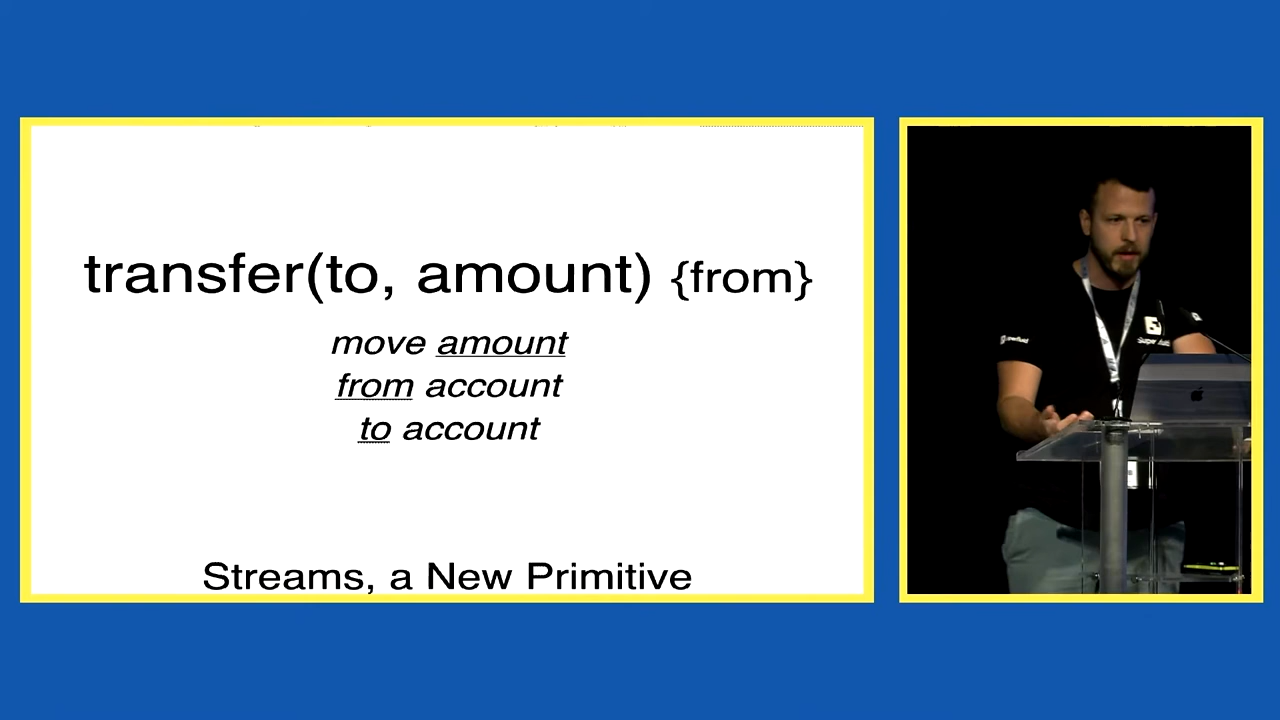 transfer(to, amount) {from}
move amount
from account
to account
Streams, a New Primitive